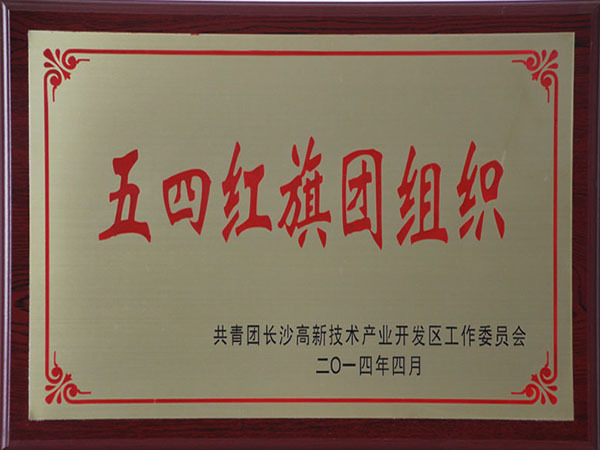 五四红旗团组织
共青团长沙高新技术产业开发区工作委员会
二〇一四年四月